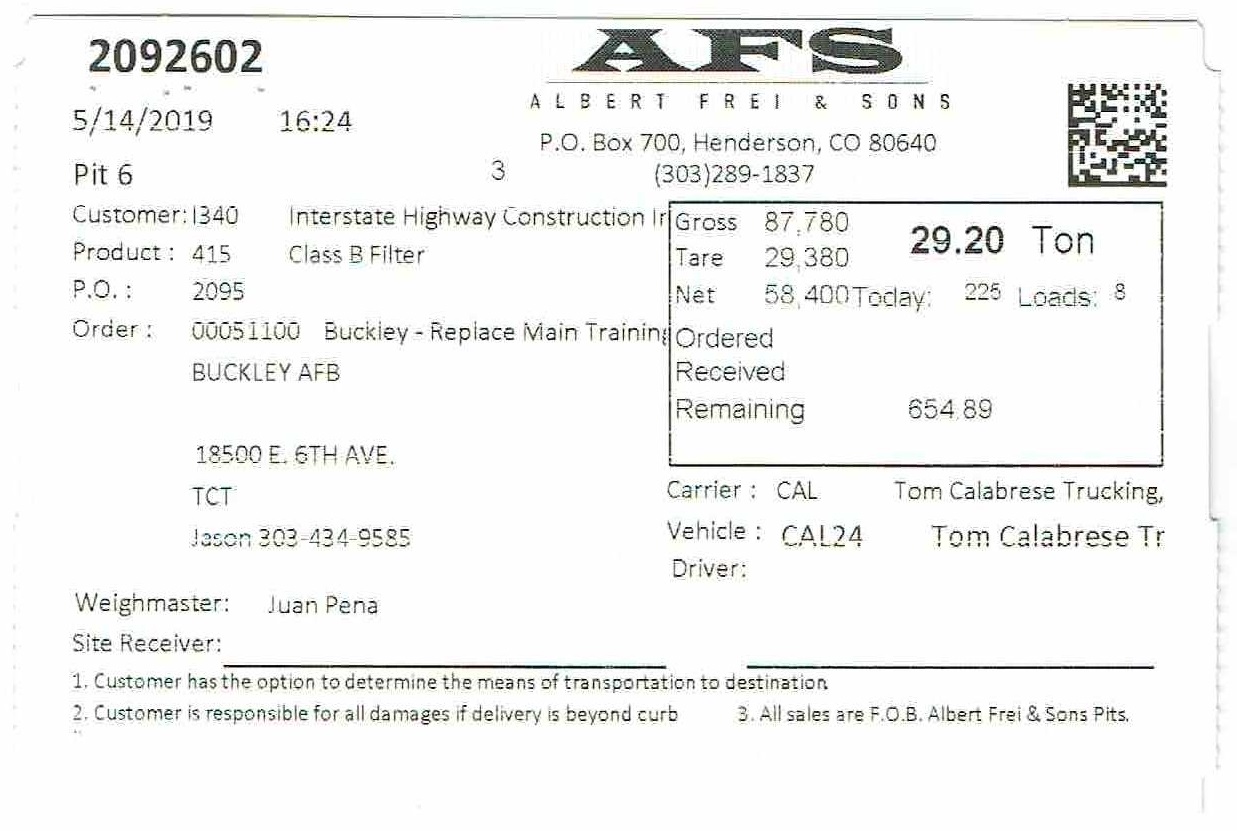 2092602
AFS
ALBERT FREI & SONS
5/14/2019 16:24
P.O. Box 700, Henderson, CO 80640
Pit 6 3 (303)289-1837
Customer: I340 Interstate Highway Construction Ir
Product : 415 Class B Filter
P.O. : 2095
Order : 00051100 Buckley - Replace Main Training
BUCKLEY AFB
18500 E. 6TH AVE.
TCT
Jason 303-434-9585
Gross 87,780 29.20 Ton
Tare 29,380
Net 58,400 Today: 225 Loads: 8
Ordered
Received
Remaining 654.89
Carrier : CAL Tom Calabrese Trucking,
Vehicle : CAL24 Tom Calabrese Tr
Driver:
Weighmaster: Juan Pena
Site Receiver:
1. Customer has the option to determine the means of transportation to destination.
2. Customer is responsible for all damages if delivery is beyond curb 3. All sales are F.O.B. Albert Frei & Sons Pits.